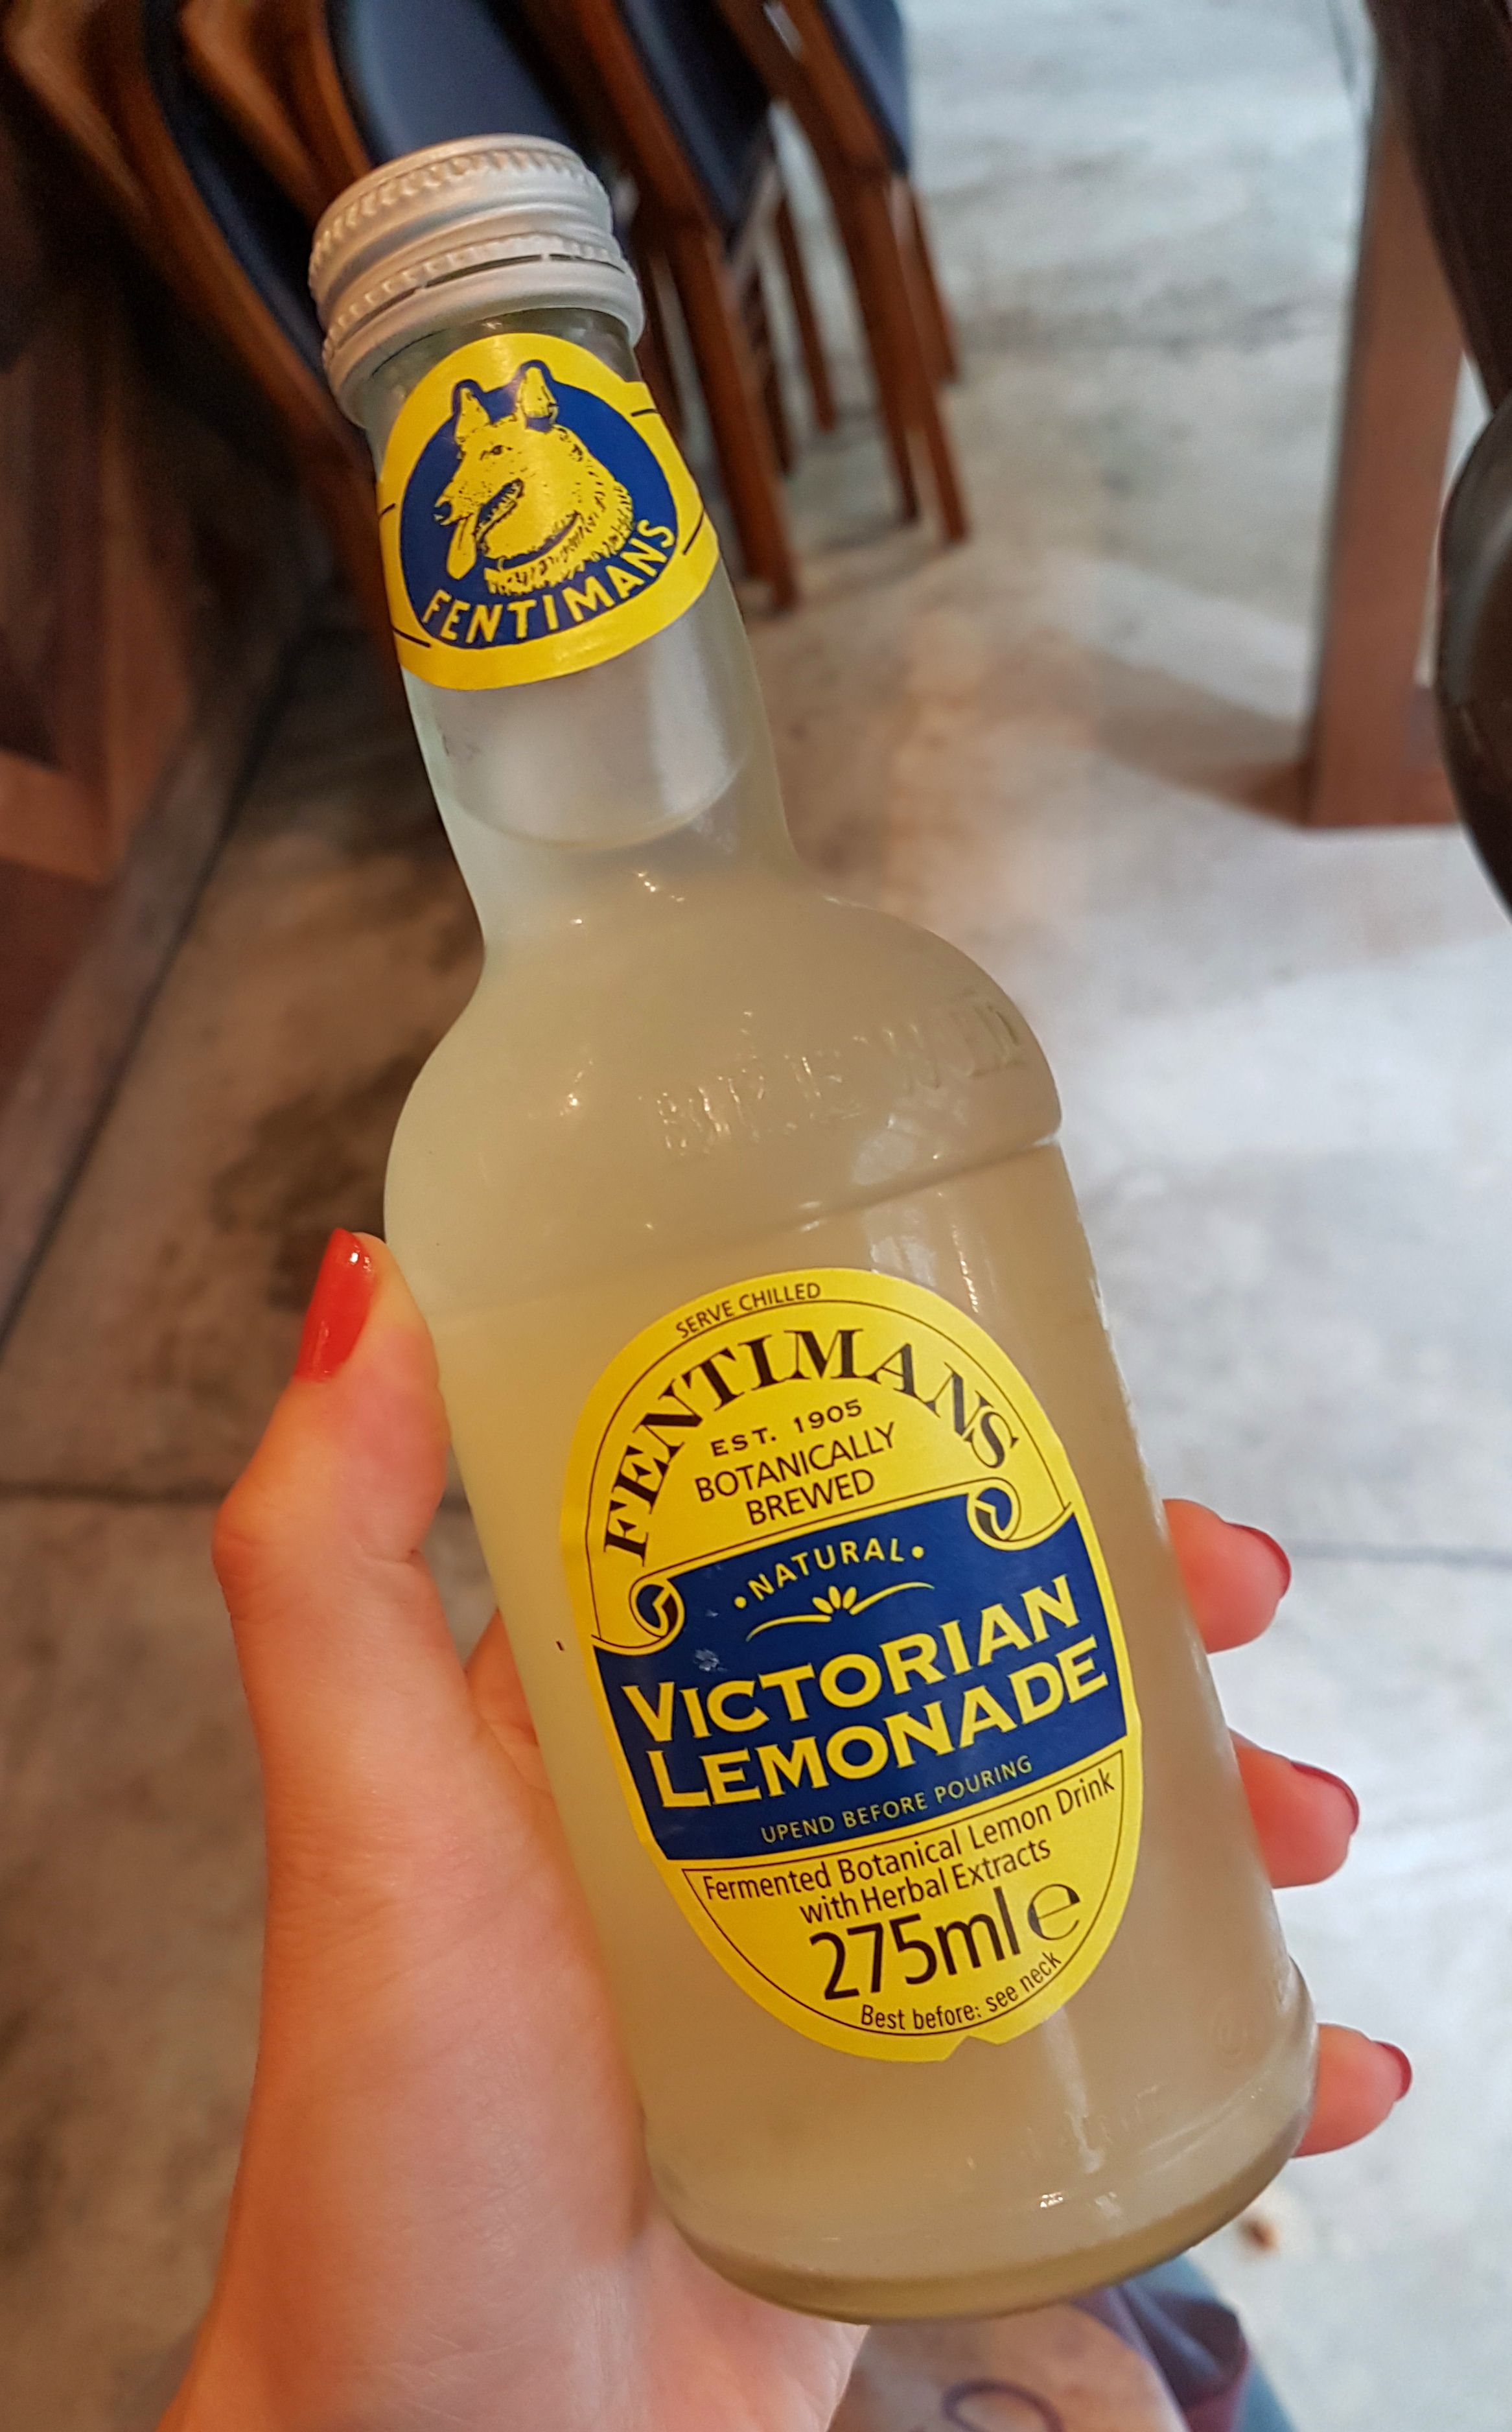 FENTIMANS
SERVE CHILLED
FENTIMANS
EST. 1905
BOTANICALLY
BREWED
•NATURAL•
VICTORIAN
LEMONADE
UPEND BEFORE POURING
Fermented Botanical Lemon Drink
with Herbal Extracts
275ml ℮
Best before: see neck